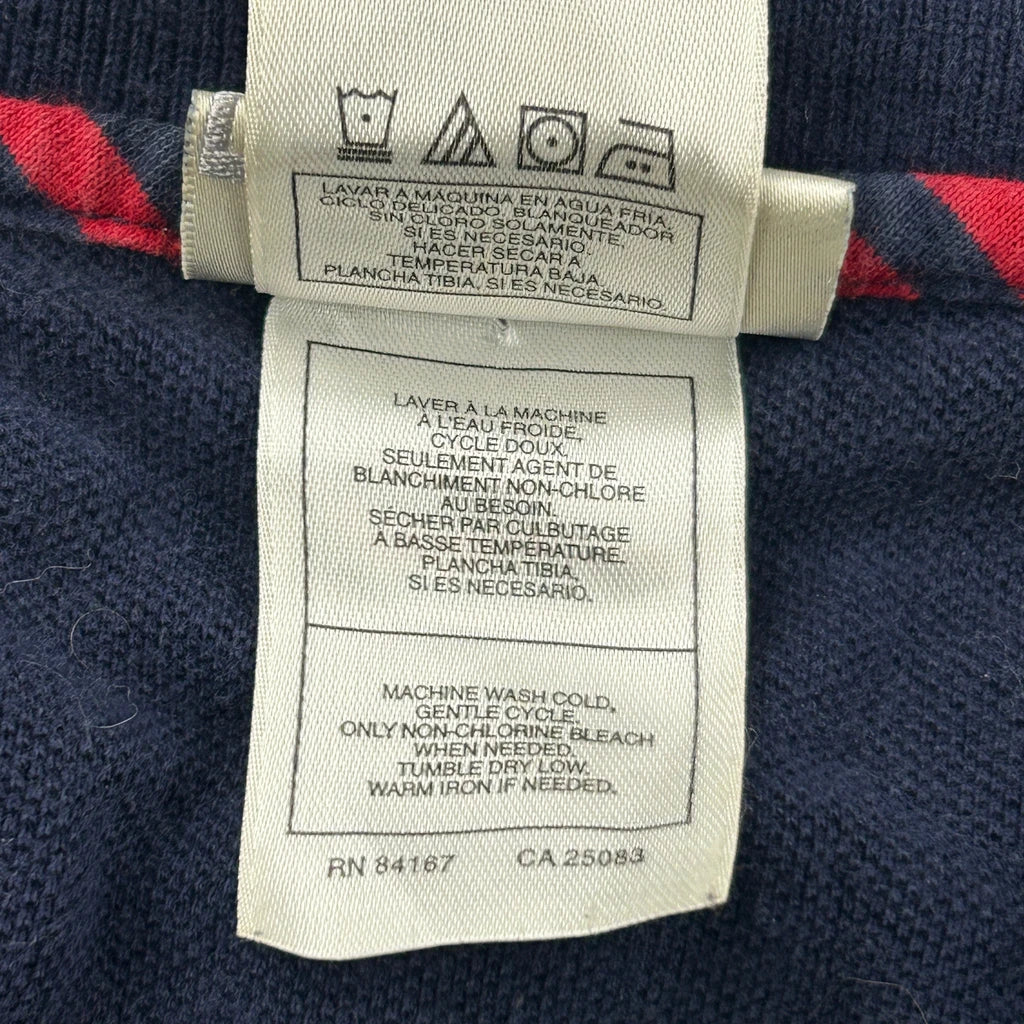 LAVAR A MÁQUINA EN AGUA FRIA,
CICLO DELICADO, BLANQUEADOR
SIN CLORO SOLAMENTE,
SI ES NECESARIO.
HACER SECAR A
TEMPERATURA BAJA.
PLANCHA TIBIA, SI ES NECESARIO.
LAVER À LA MACHINE
À L'EAU FROIDE,
CYCLE DOUX.
SEULEMENT AGENT DE
BLANCHIMENT NON-CHLORE
AU BESOIN.
SÉCHER PAR CULBUTAGE
À BASSE TEMPÉRATURE.
PLANCHA TIBIA,
SI ES NECESARIO.
MACHINE WASH COLD,
GENTLE CYCLE.
ONLY NON-CHLORINE BLEACH
WHEN NEEDED.
TUMBLE DRY LOW.
WARM IRON IF NEEDED.
RN 84167 CA 25083